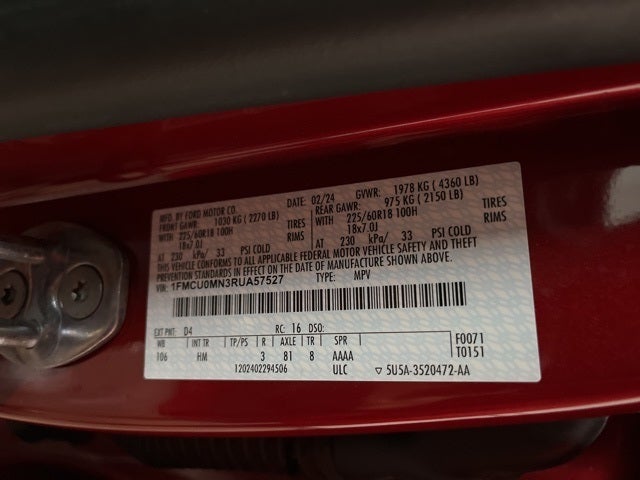 MFD. BY FORD MOTOR CO. DATE: 02/24 GVWR: 1978 KG ( 4360 LB)
FRONT GAWR: 1030 KG ( 2270 LB) REAR GAWR: 975 KG ( 2150 LB)
WITH 225/60R18 100H TIRES WITH 225/60R18 100H TIRES
18x7.0J RIMS 18x7.0J RIMS
AT 230 kPa/ 33 PSI COLD AT 230 kPa/ 33 PSI COLD
THIS VEHICLE CONFORMS TO ALL APPLICABLE FEDERAL MOTOR VEHICLE SAFETY AND THEFT
PREVENTION STANDARDS IN EFFECT ON THE DATE OF MANUFACTURE SHOWN ABOVE.
VIN: 1FMCU0MN3RUA57527 TYPE: MPV
EXT PNT: D4 RC: 16 DSO: F0071
WB INT TR TP/PS R AXLE TR SPR T0151
106 HM 3 81 8 AAAA
1202402294506 ULC ▽ 5U5A-3520472-AA